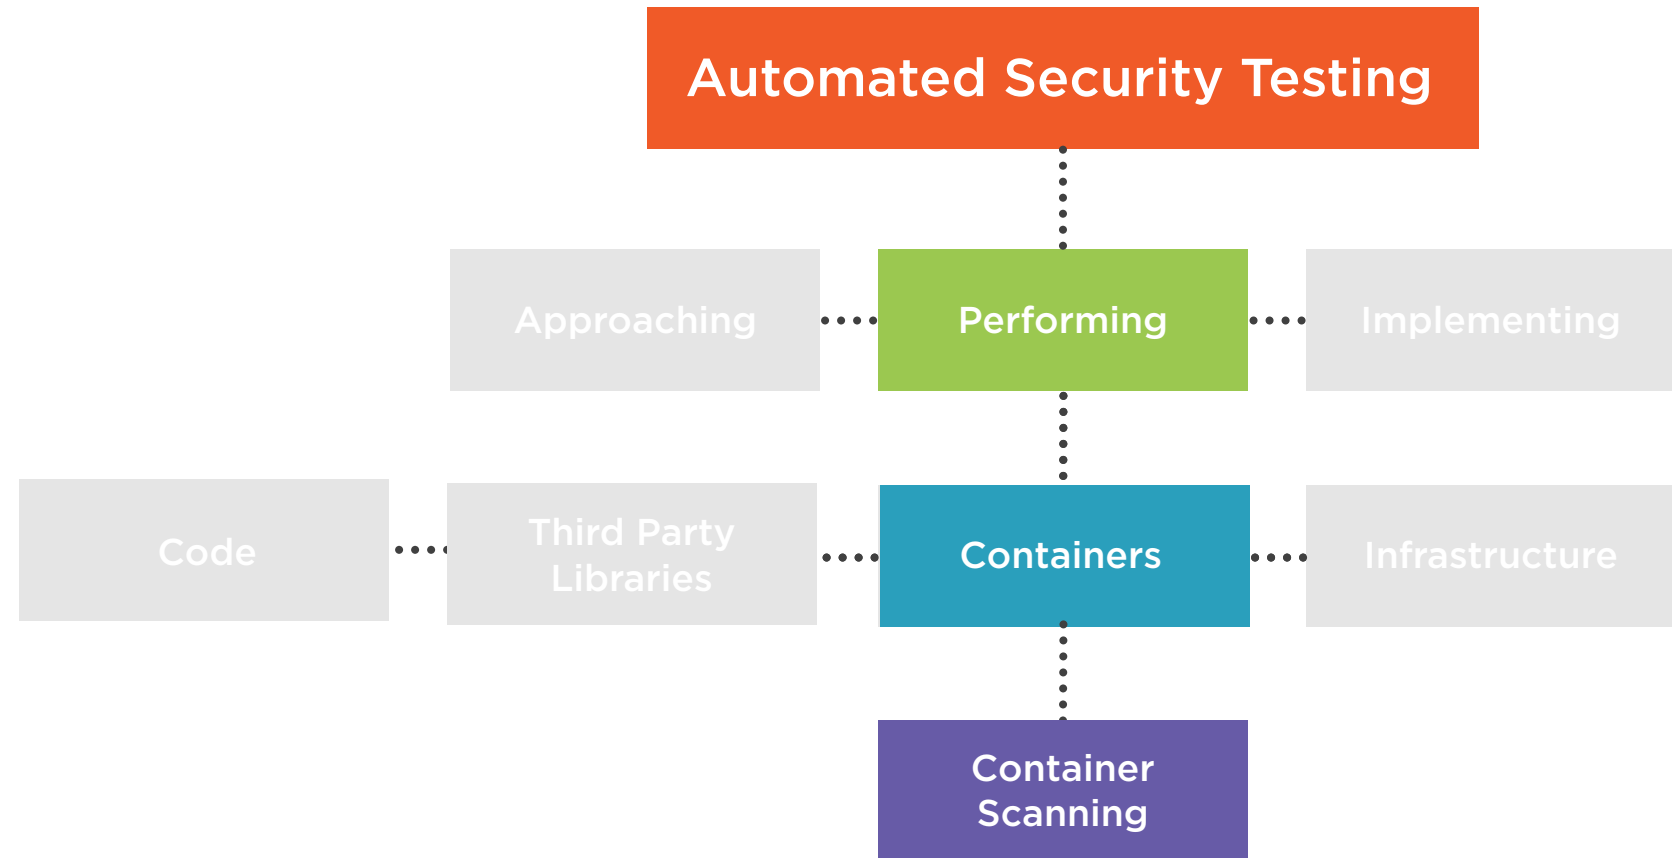 Automated Security Testing
Approaching
Performing
Implementing
Code
Third Party
Libraries
Containers
Infrastructure
Container
Scanning